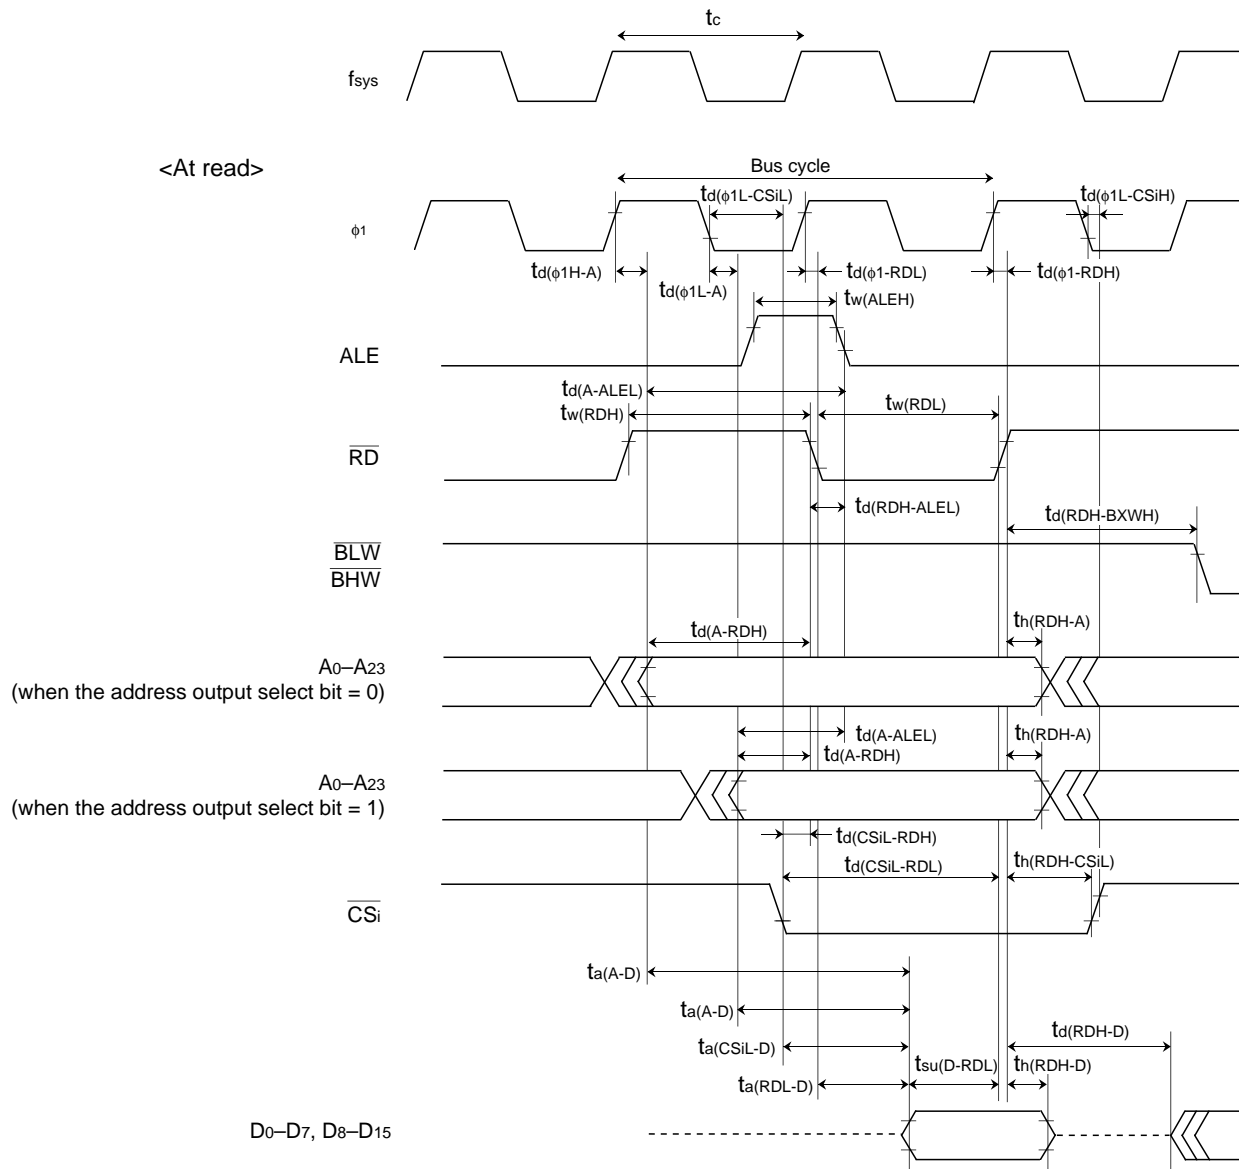 tc
fsys
<At read>
Bus cycle
td(φ1L-CSiL)
td(φ1L-CSiH)
φ1
td(φ1H-A)
td(φ1-RDL)
td(φ1-RDH)
td(φ1L-A)
tw(ALEH)
ALE
td(A-ALEL)
tw(RDH)
tw(RDL)
RD
td(RDH-ALEL)
td(RDH-BXWH)
BLW
BHW
td(A-RDH)
th(RDH-A)
A0–A23
(when the address output select bit = 0)
td(A-ALEL)
th(RDH-A)
td(A-RDH)
A0–A23
(when the address output select bit = 1)
td(CSiL-RDH)
td(CSiL-RDL)
th(RDH-CSiL)
CSi
ta(A-D)
ta(A-D)
td(RDH-D)
ta(CSiL-D)
tsu(D-RDL)
th(RDH-D)
ta(RDL-D)
D0–D7, D8–D15